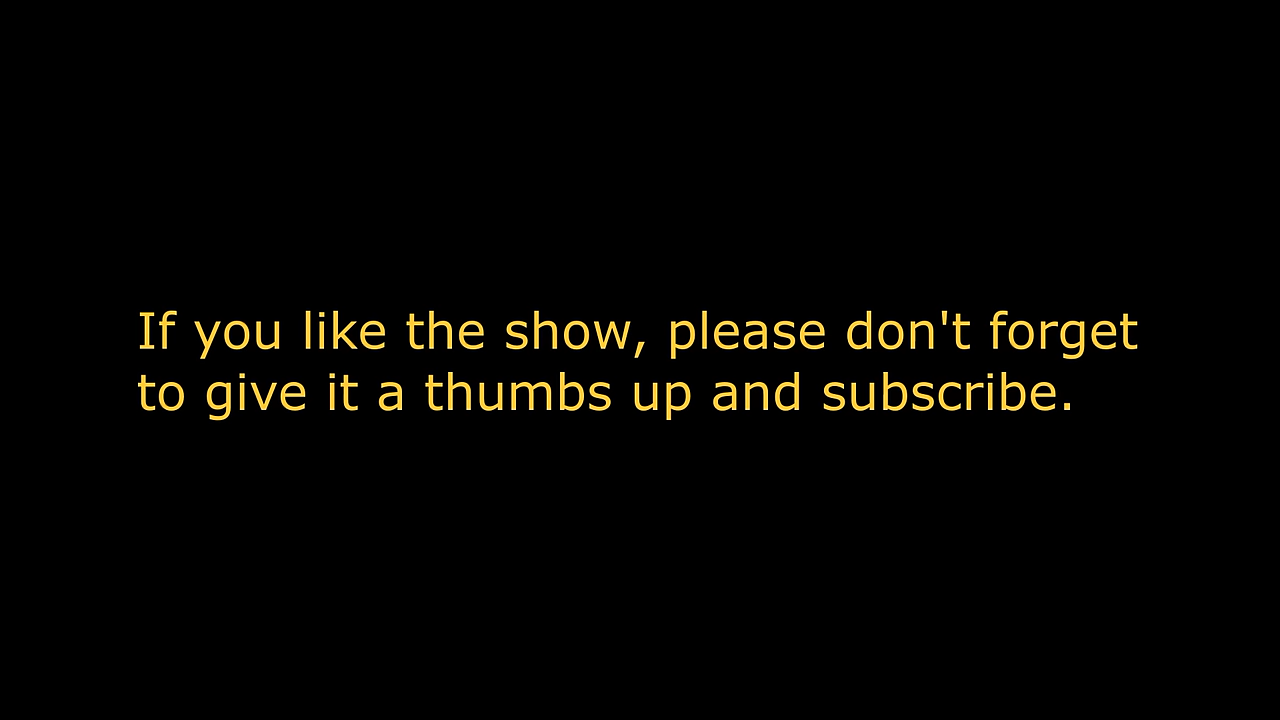 If you like the show, please don't forget
to give it a thumbs up and subscribe.